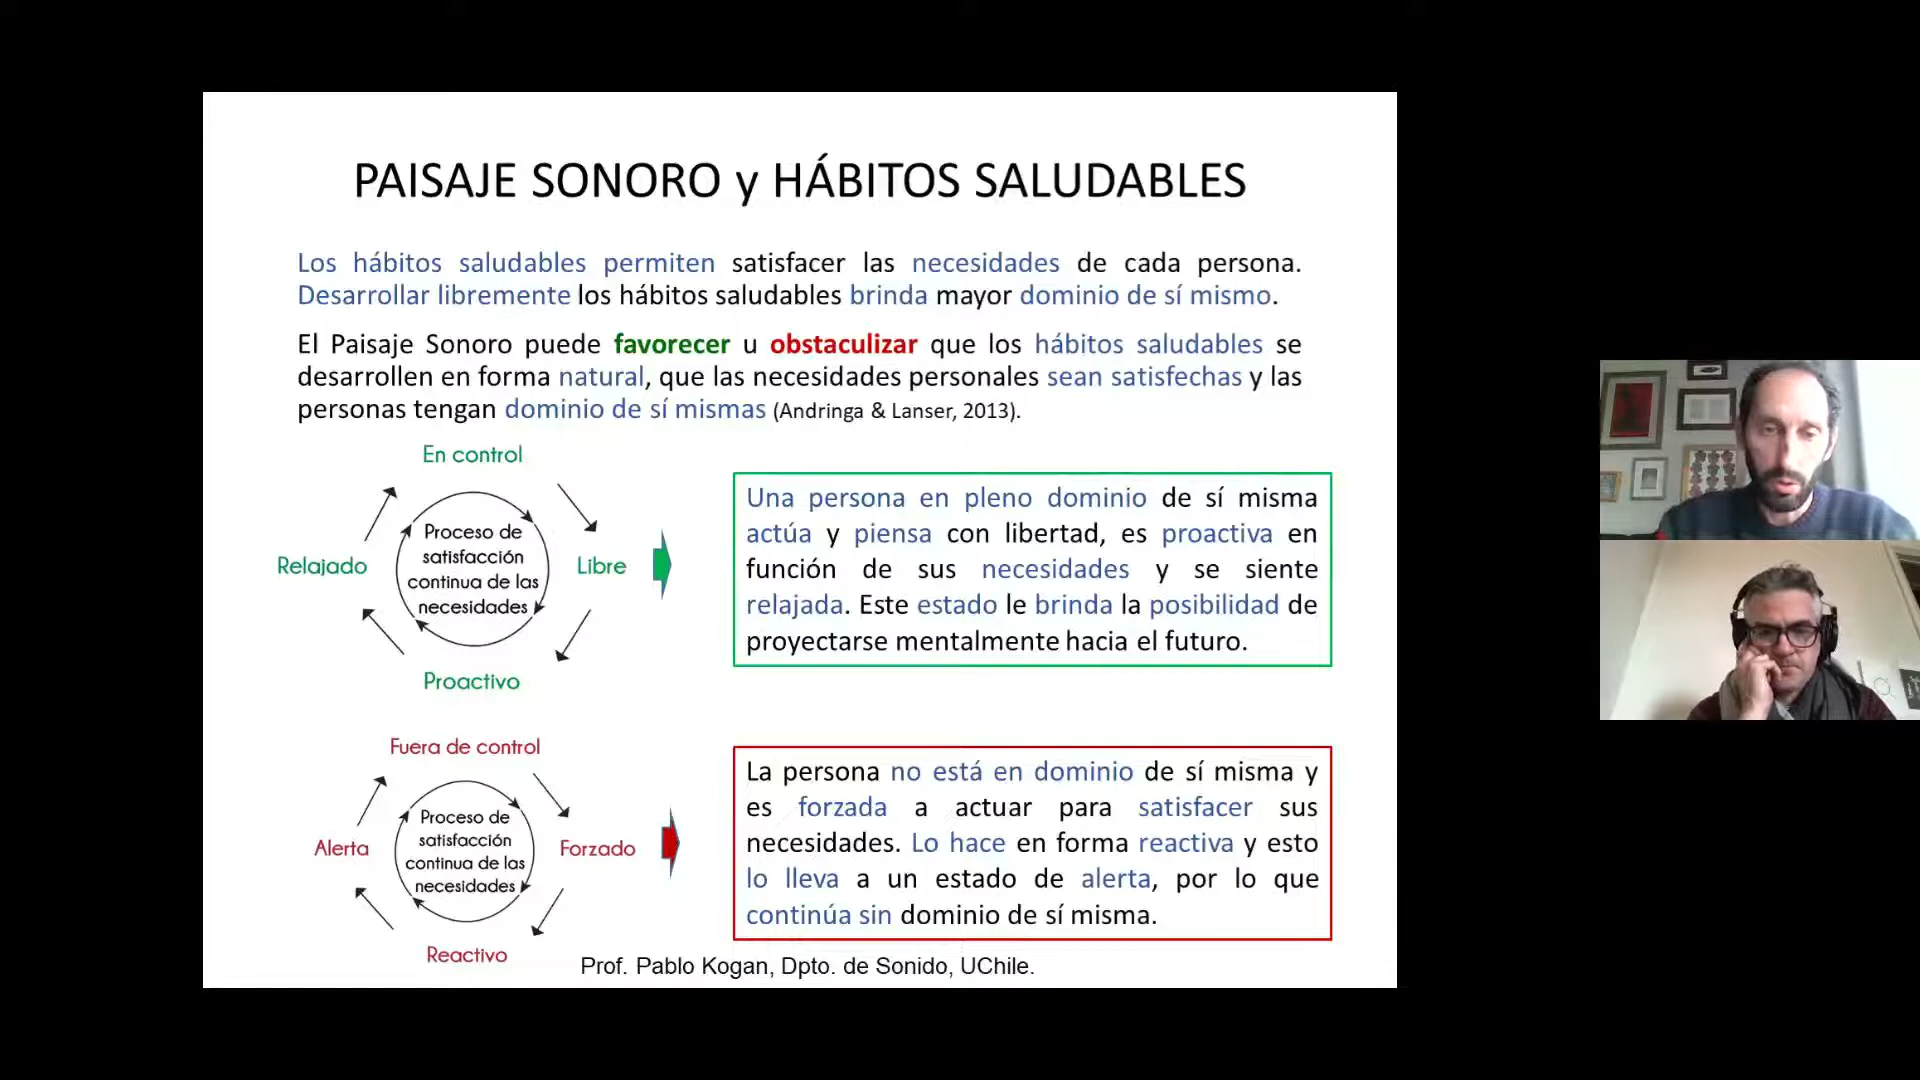 PAISAJE SONORO y HÁBITOS SALUDABLES
Los hábitos saludables permiten satisfacer las necesidades de cada persona.
Desarrollar libremente los hábitos saludables brinda mayor dominio de sí mismo.
El Paisaje Sonoro puede favorecer u obstaculizar que los hábitos saludables se
desarrollen en forma natural, que las necesidades personales sean satisfechas y las
personas tengan dominio de sí mismas (Andringa & Lanser, 2013).
En control
Relajado
Proceso de
satisfacción
continua de las
necesidades
Libre
Proactivo
Una persona en pleno dominio de sí misma
actúa y piensa con libertad, es proactiva en
función de sus necesidades y se siente
relajada. Este estado le brinda la posibilidad de
proyectarse mentalmente hacia el futuro.
Fuera de control
Alerta
Proceso de
satisfacción
continua de las
necesidades
Forzado
Reactivo
La persona no está en dominio de sí misma y
es forzada a actuar para satisfacer sus
necesidades. Lo hace en forma reactiva y esto
lo lleva a un estado de alerta, por lo que
continúa sin dominio de sí misma.
Prof. Pablo Kogan, Dpto. de Sonido, UChile.